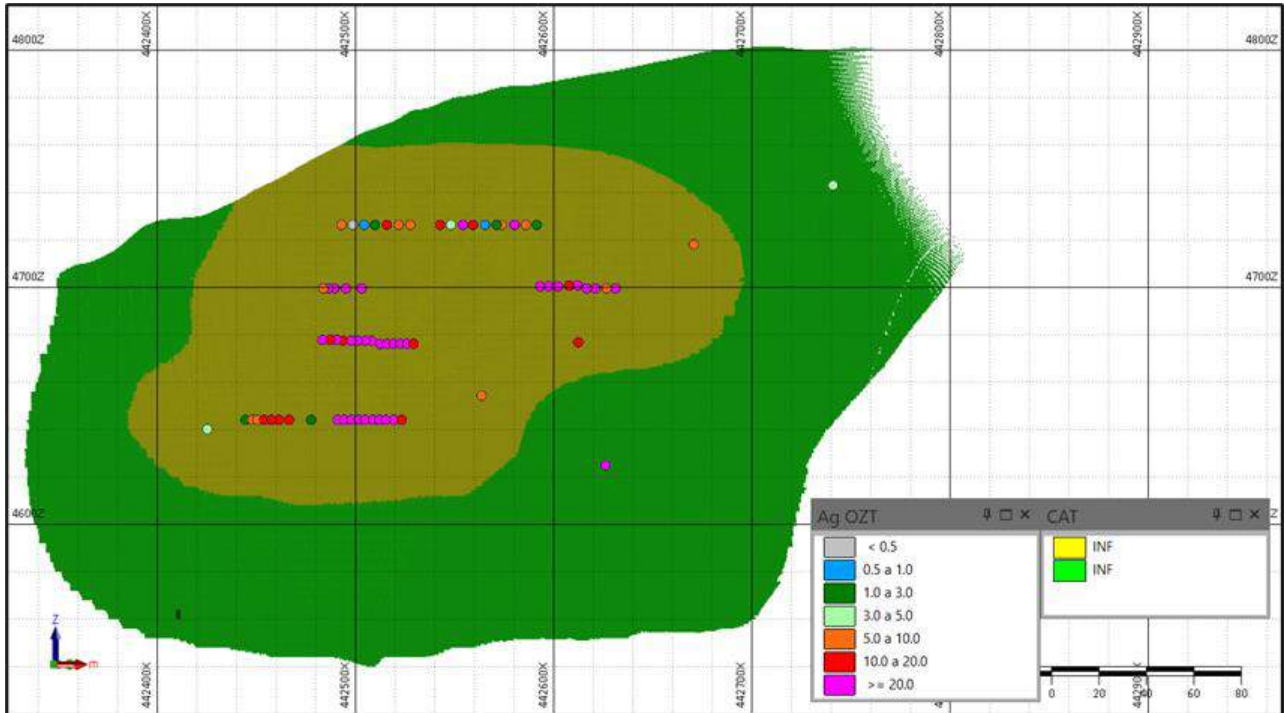 442400X 442500X 442600X 442700X 442800X 442900X
4800Z 4800Z
4700Z 4700Z
4600Z Z
Ag OZT
< 0.5
0.5 a 1.0
1.0 a 3.0
3.0 a 5.0
5.0 a 10.0
10.0 a 20.0
>= 20.0
CAT
INF
INF
Z
E
0 20 40 60 80
442400X 442500X 442600X 442700X 442900X